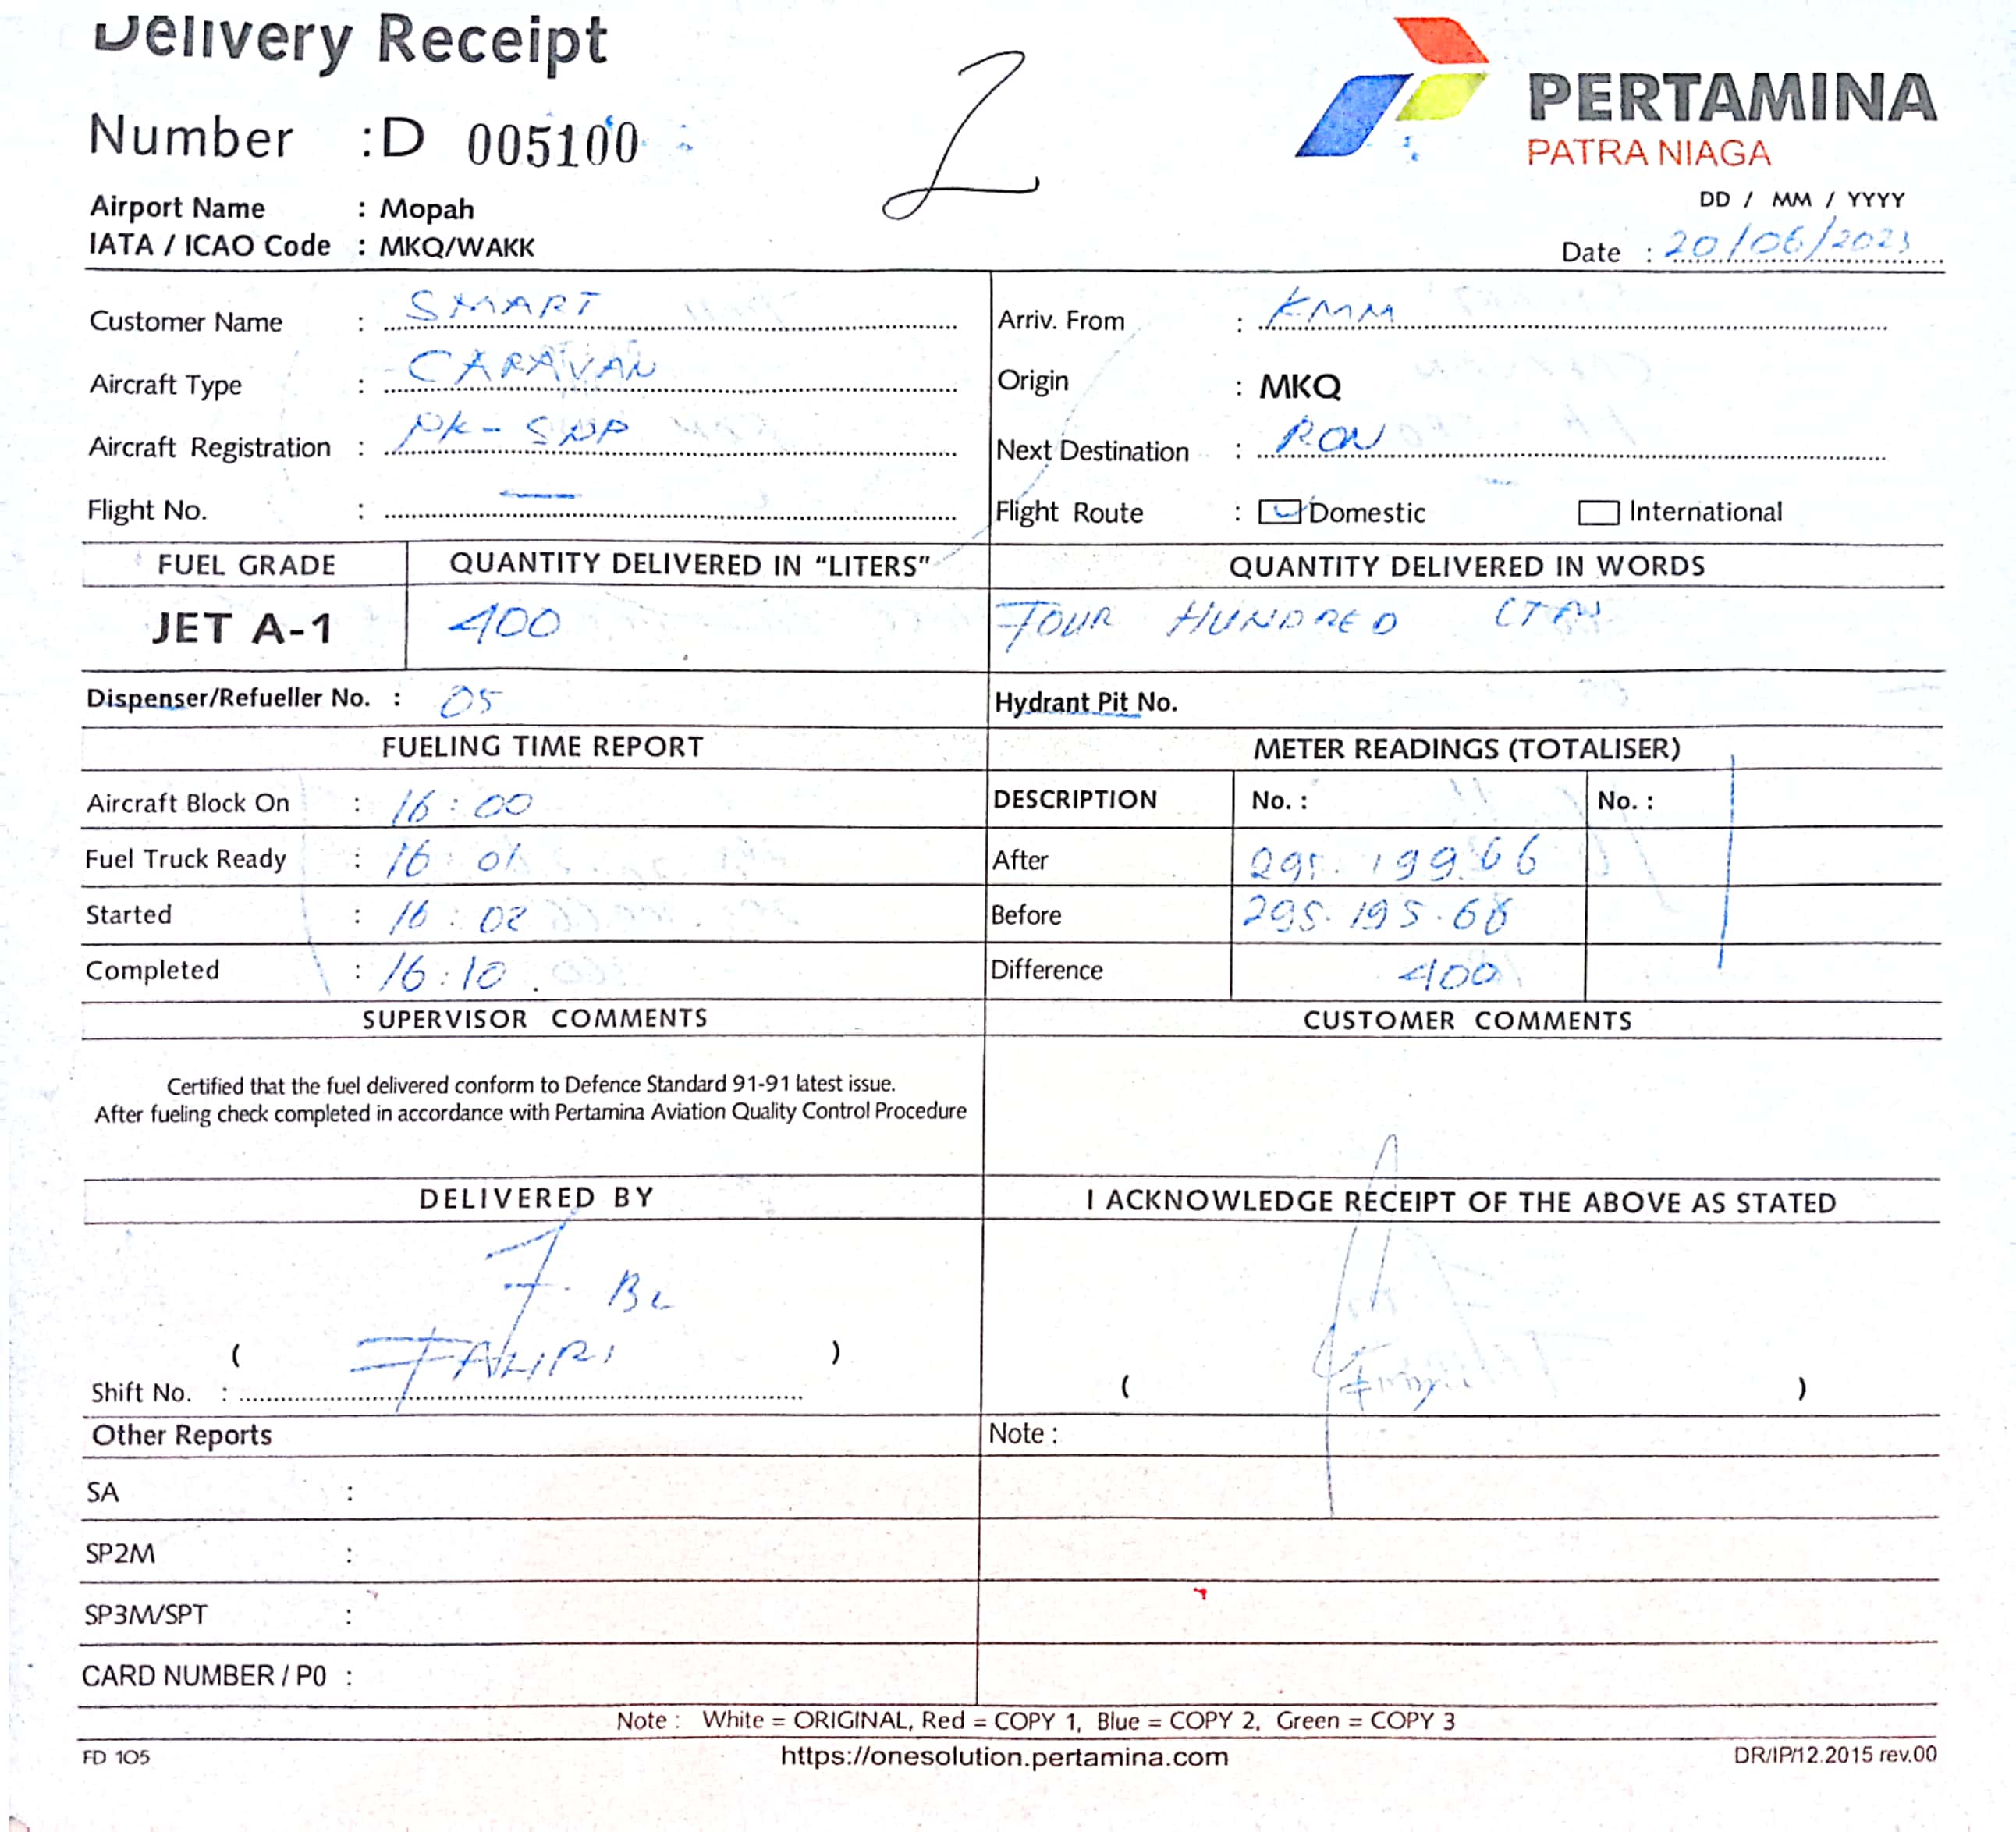 Delivery Receipt
2
PERTAMINA
PATRA NIAGA
Number : D 005100
Airport Name : Mopah
IATA / ICAO Code : MKQ/WAKK
DD / MM / YYYY
Date : 20/06/2023
Customer Name : SMART
Arriv. From : KMM
Aircraft Type : CARAVAN
Origin : MKQ
Aircraft Registration : PK-SNP
Next Destination : RON
Flight No. : —
Flight Route : Domestic International
FUEL GRADE QUANTITY DELIVERED IN “LITERS” QUANTITY DELIVERED IN WORDS
JET A-1 400 FOUR HUNDRED
Dispenser/Refueller No. : 05 Hydrant Pit No.
FUELING TIME REPORT METER READINGS (TOTALISER)
Aircraft Block On : 16:00 DESCRIPTION No. : No. :
Fuel Truck Ready : 16:01 After 295.199.66
Started : 16:02 Before 295.195.66
Completed : 16:10. Difference 400
SUPERVISOR COMMENTS CUSTOMER COMMENTS
Certified that the fuel delivered conform to Defence Standard 91-91 latest issue.
After fueling check completed in accordance with Pertamina Aviation Quality Control Procedure
DELIVERED BY I ACKNOWLEDGE RECEIPT OF THE ABOVE AS STATED
( ) ( )
Shift No. :
Other Reports Note :
SA :
SP2M :
SP3M/SPT :
CARD NUMBER / P0 :
Note : White = ORIGINAL, Red = COPY 1, Blue = COPY 2, Green = COPY 3
FD 105 https://onesolution.pertamina.com DR/IP/12.2015 rev.00